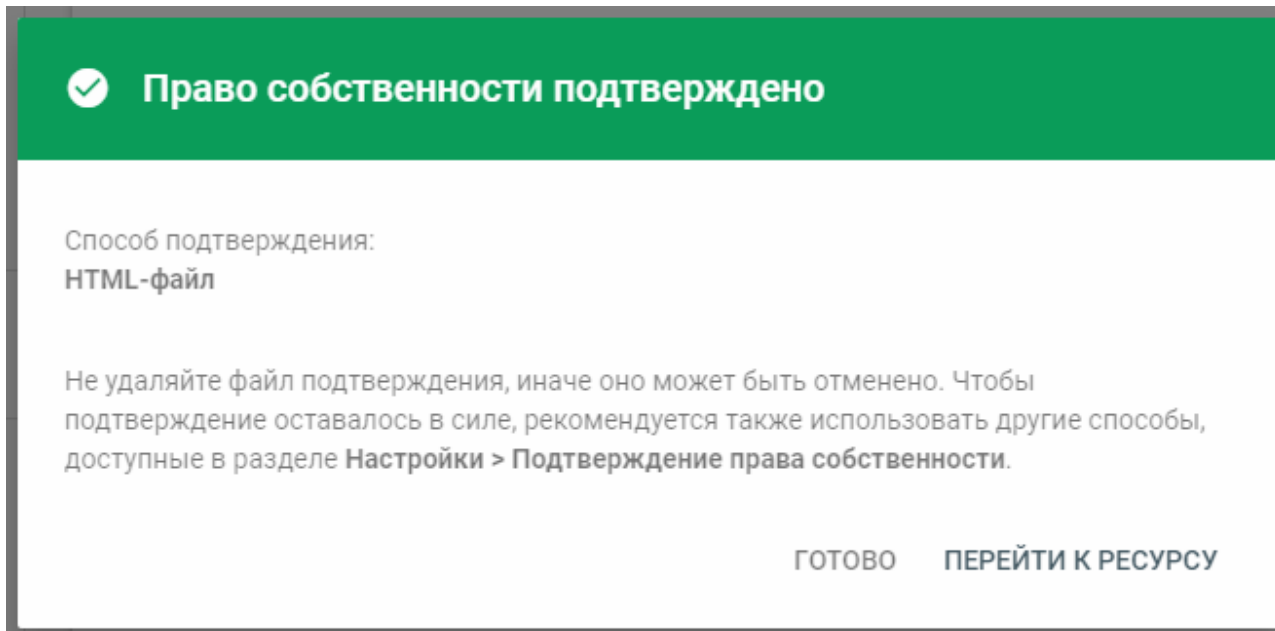 Право собственности подтверждено
Способ подтверждения:
HTML-файл
Не удаляйте файл подтверждения, иначе оно может быть отменено. Чтобы
подтверждение оставалось в силе, рекомендуется также использовать другие способы,
доступные в разделе Настройки > Подтверждение права собственности.
ГОТОВО ПЕРЕЙТИ К РЕСУРСУ